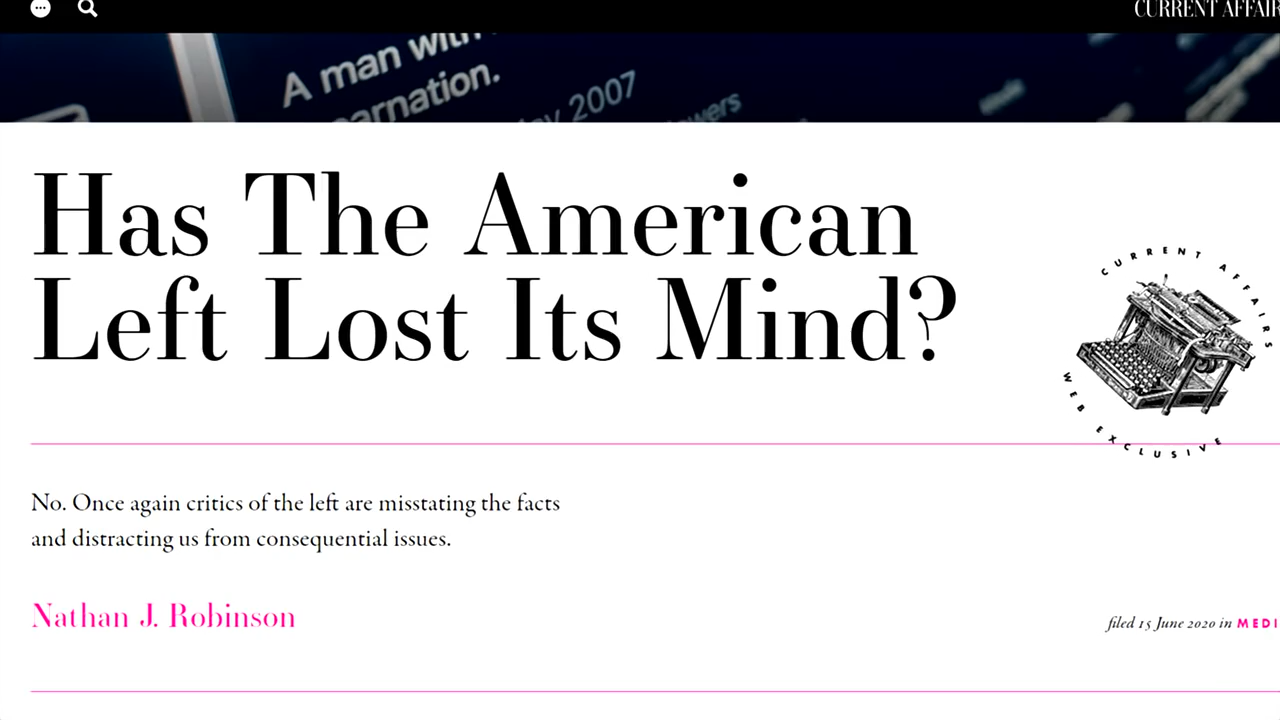 CURRENT AFFAIR
A man with
arnation.
2007
Has The American
Left Lost Its Mind?
CURRENT AFFAIRS
WEB EXCLUSIVE
No. Once again critics of the left are misstating the facts
and distracting us from consequential issues.
Nathan J. Robinson
filed 15 June 2020 in MEDI